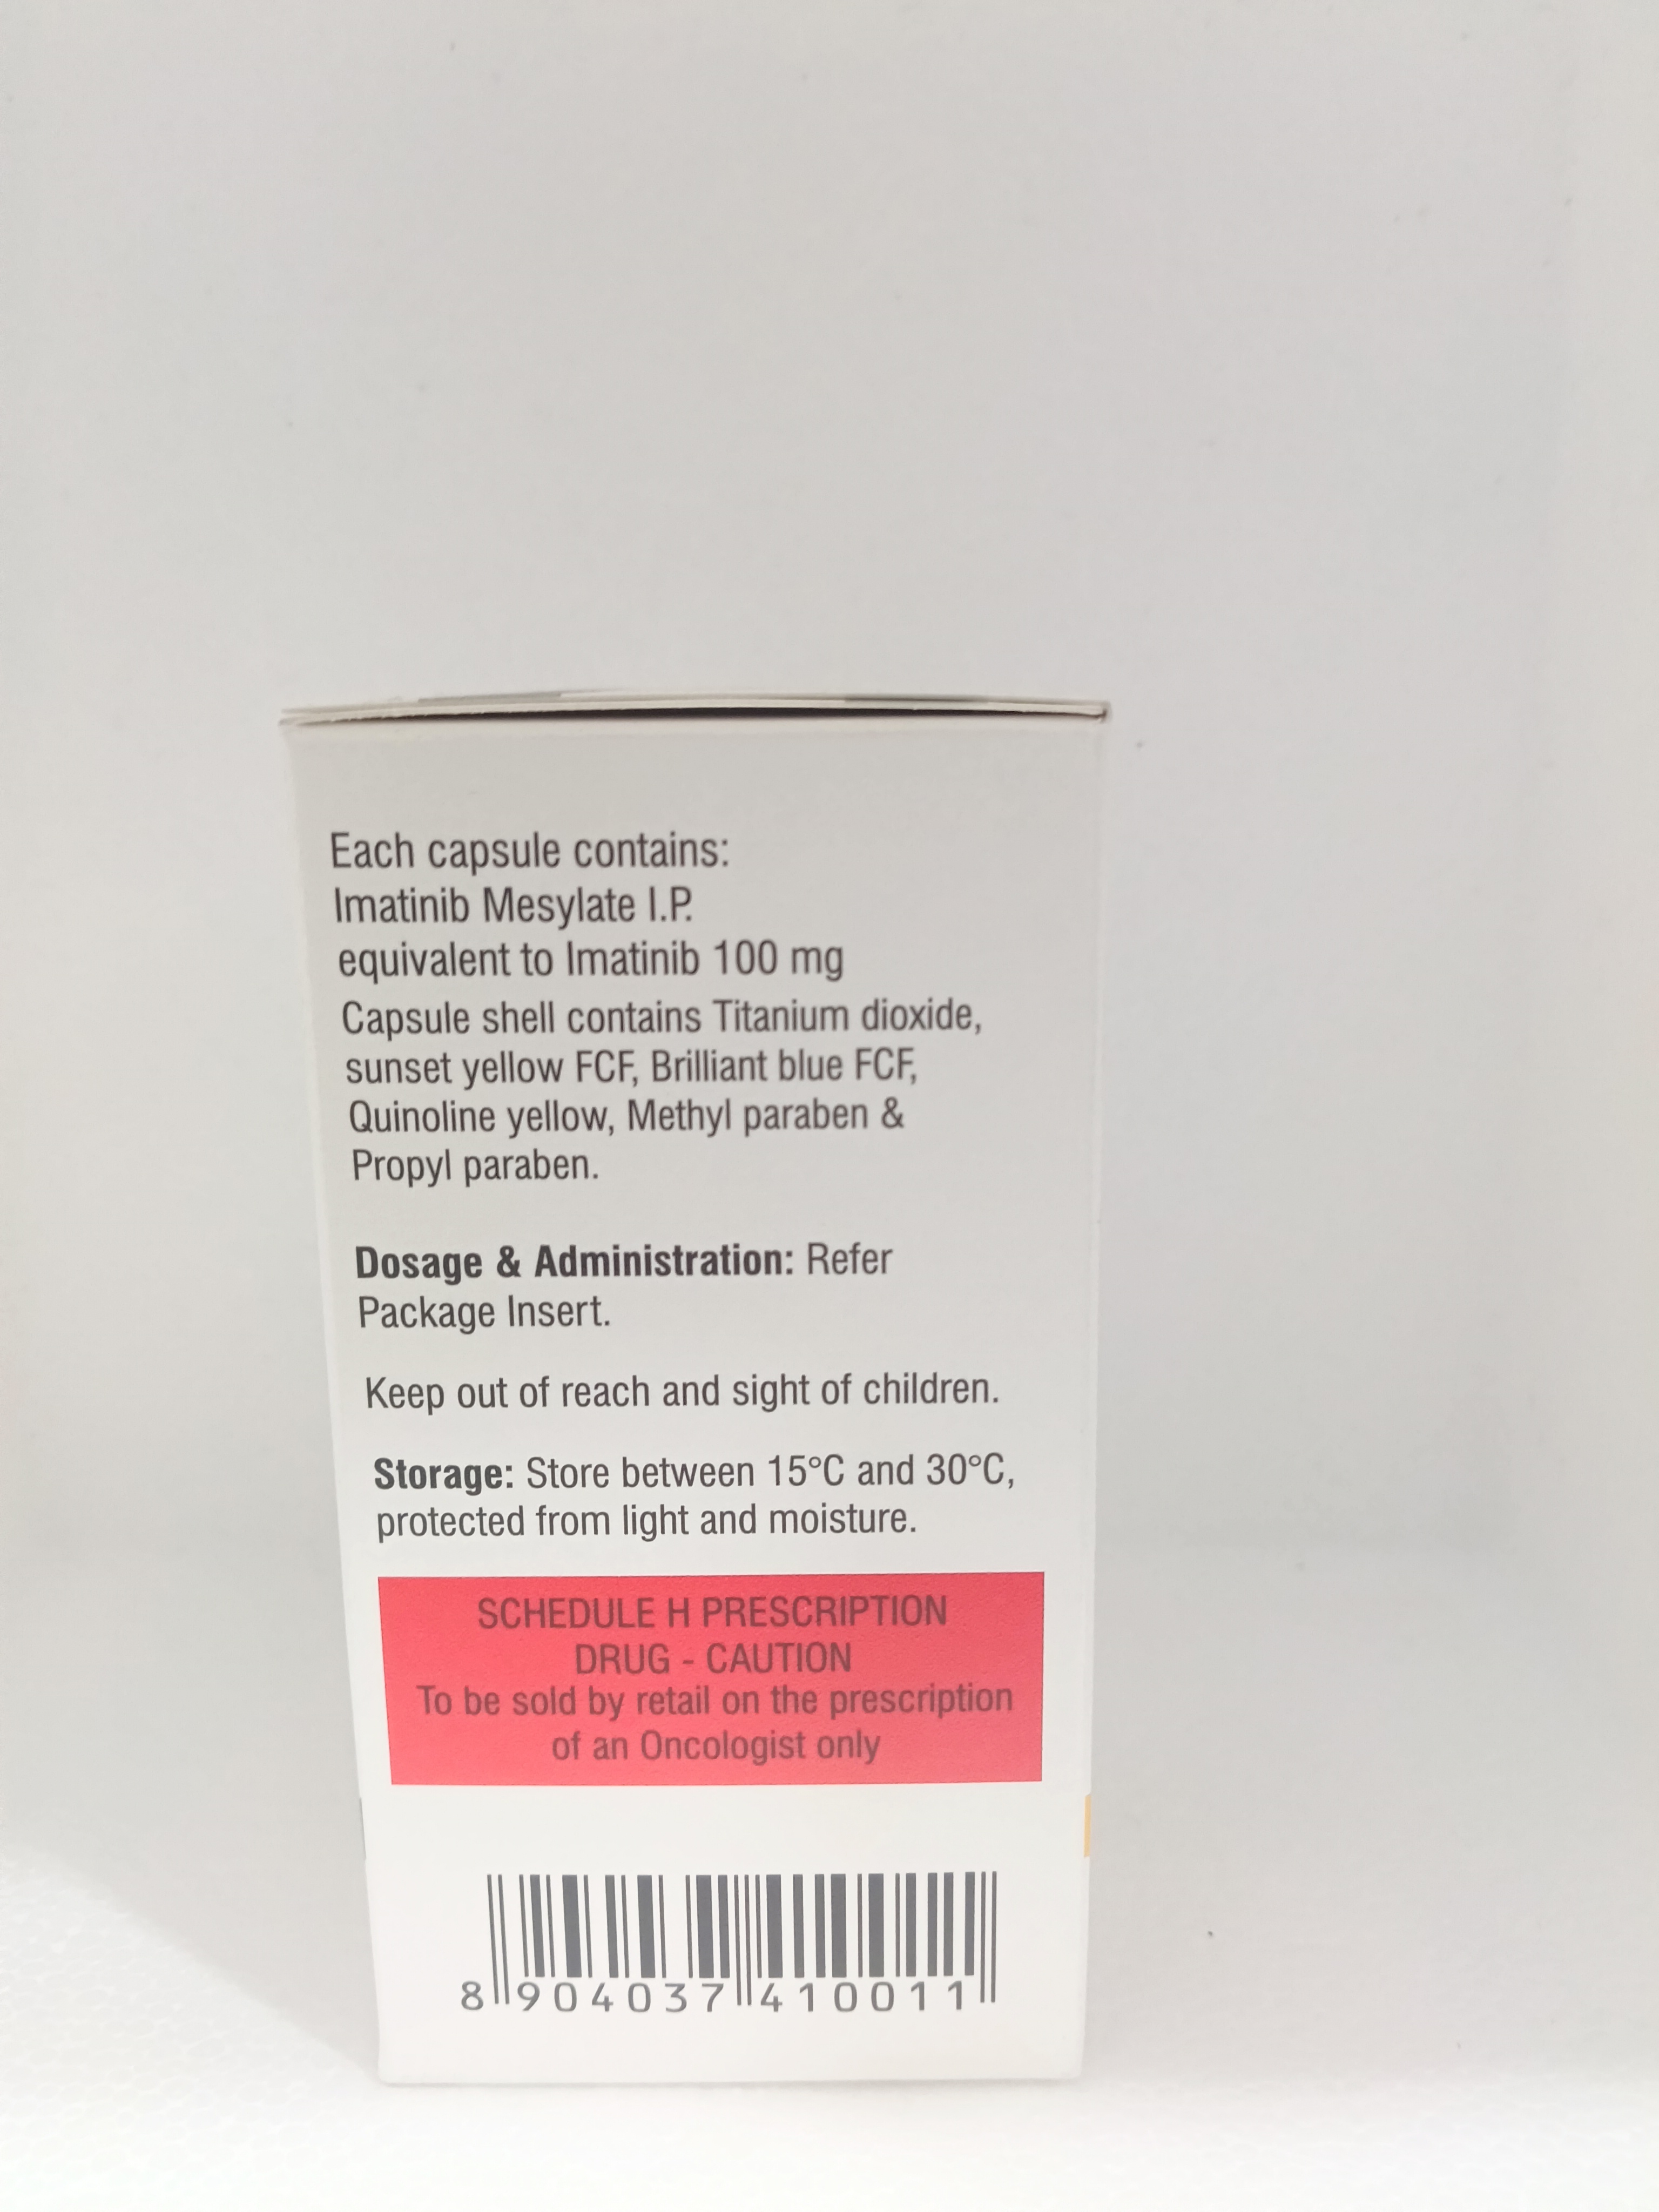 Each capsule contains:
Imatinib Mesylate I.P.
equivalent to Imatinib 100 mg
Capsule shell contains Titanium dioxide,
sunset yellow FCF, Brilliant blue FCF,
Quinoline yellow, Methyl paraben &
Propyl paraben.
Dosage & Administration: Refer
Package Insert.
Keep out of reach and sight of children.
Storage: Store between 15°C and 30°C,
protected from light and moisture.
SCHEDULE H PRESCRIPTION
DRUG - CAUTION
To be sold by retail on the prescription
of an Oncologist only
8 904037 410011